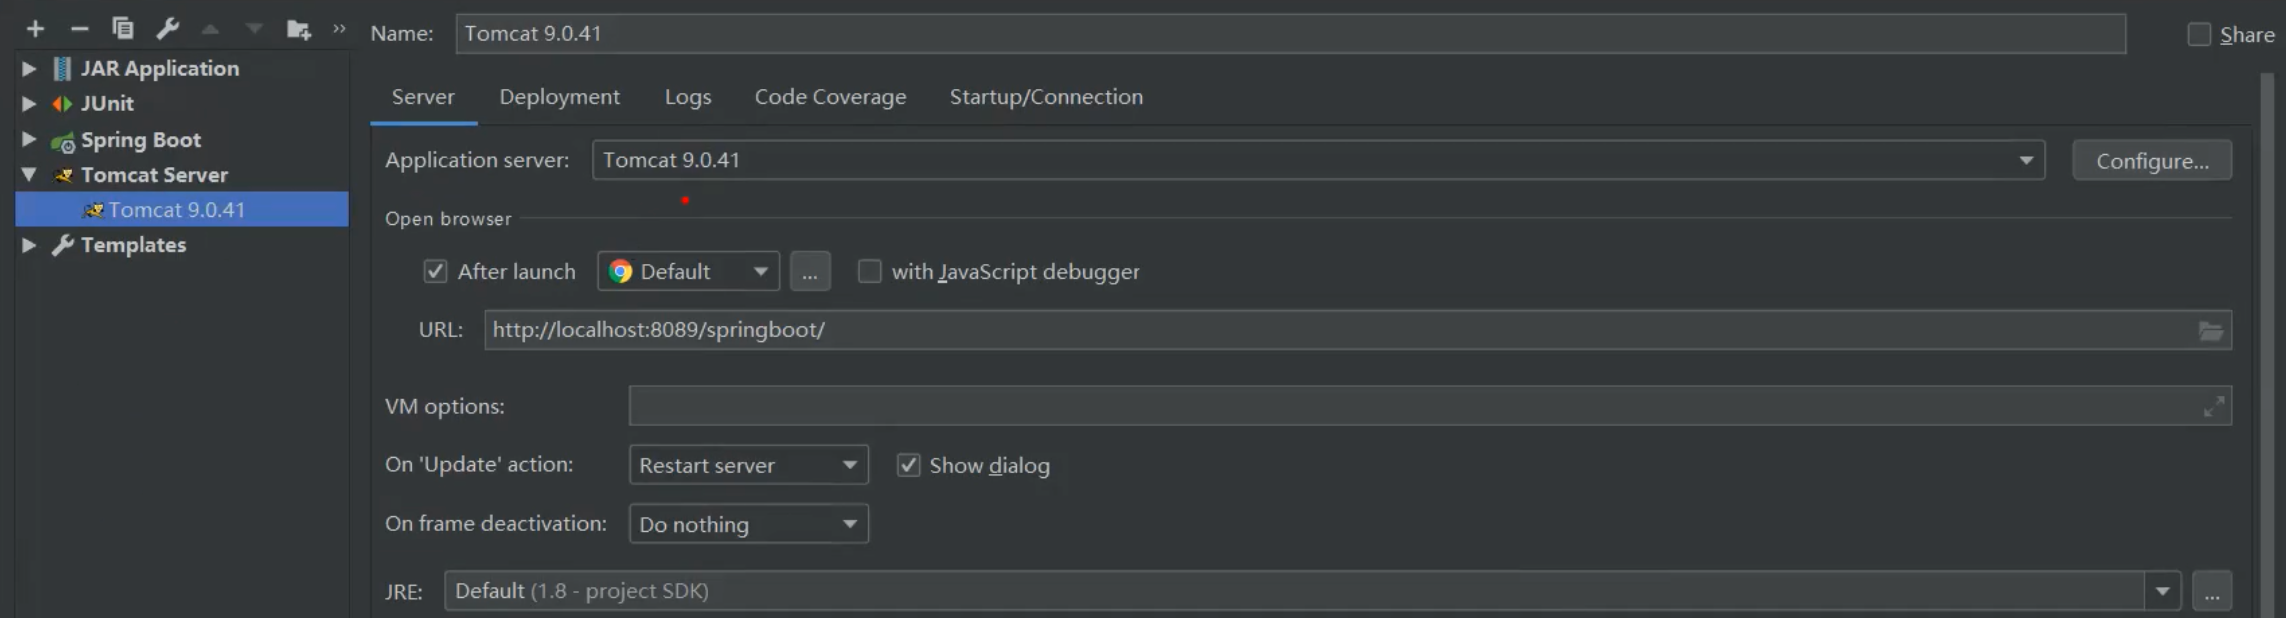 Name: Tomcat 9.0.41 Share
JAR Application
JUnit
Spring Boot
Tomcat Server
Tomcat 9.0.41
Templates
Server Deployment Logs Code Coverage Startup/Connection
Application server: Tomcat 9.0.41 Configure...
Open browser
After launch Default ... with JavaScript debugger
URL: http://localhost:8089/springboot/
VM options:
On 'Update' action: Restart server Show dialog
On frame deactivation: Do nothing
JRE: Default (1.8 - project SDK) ...